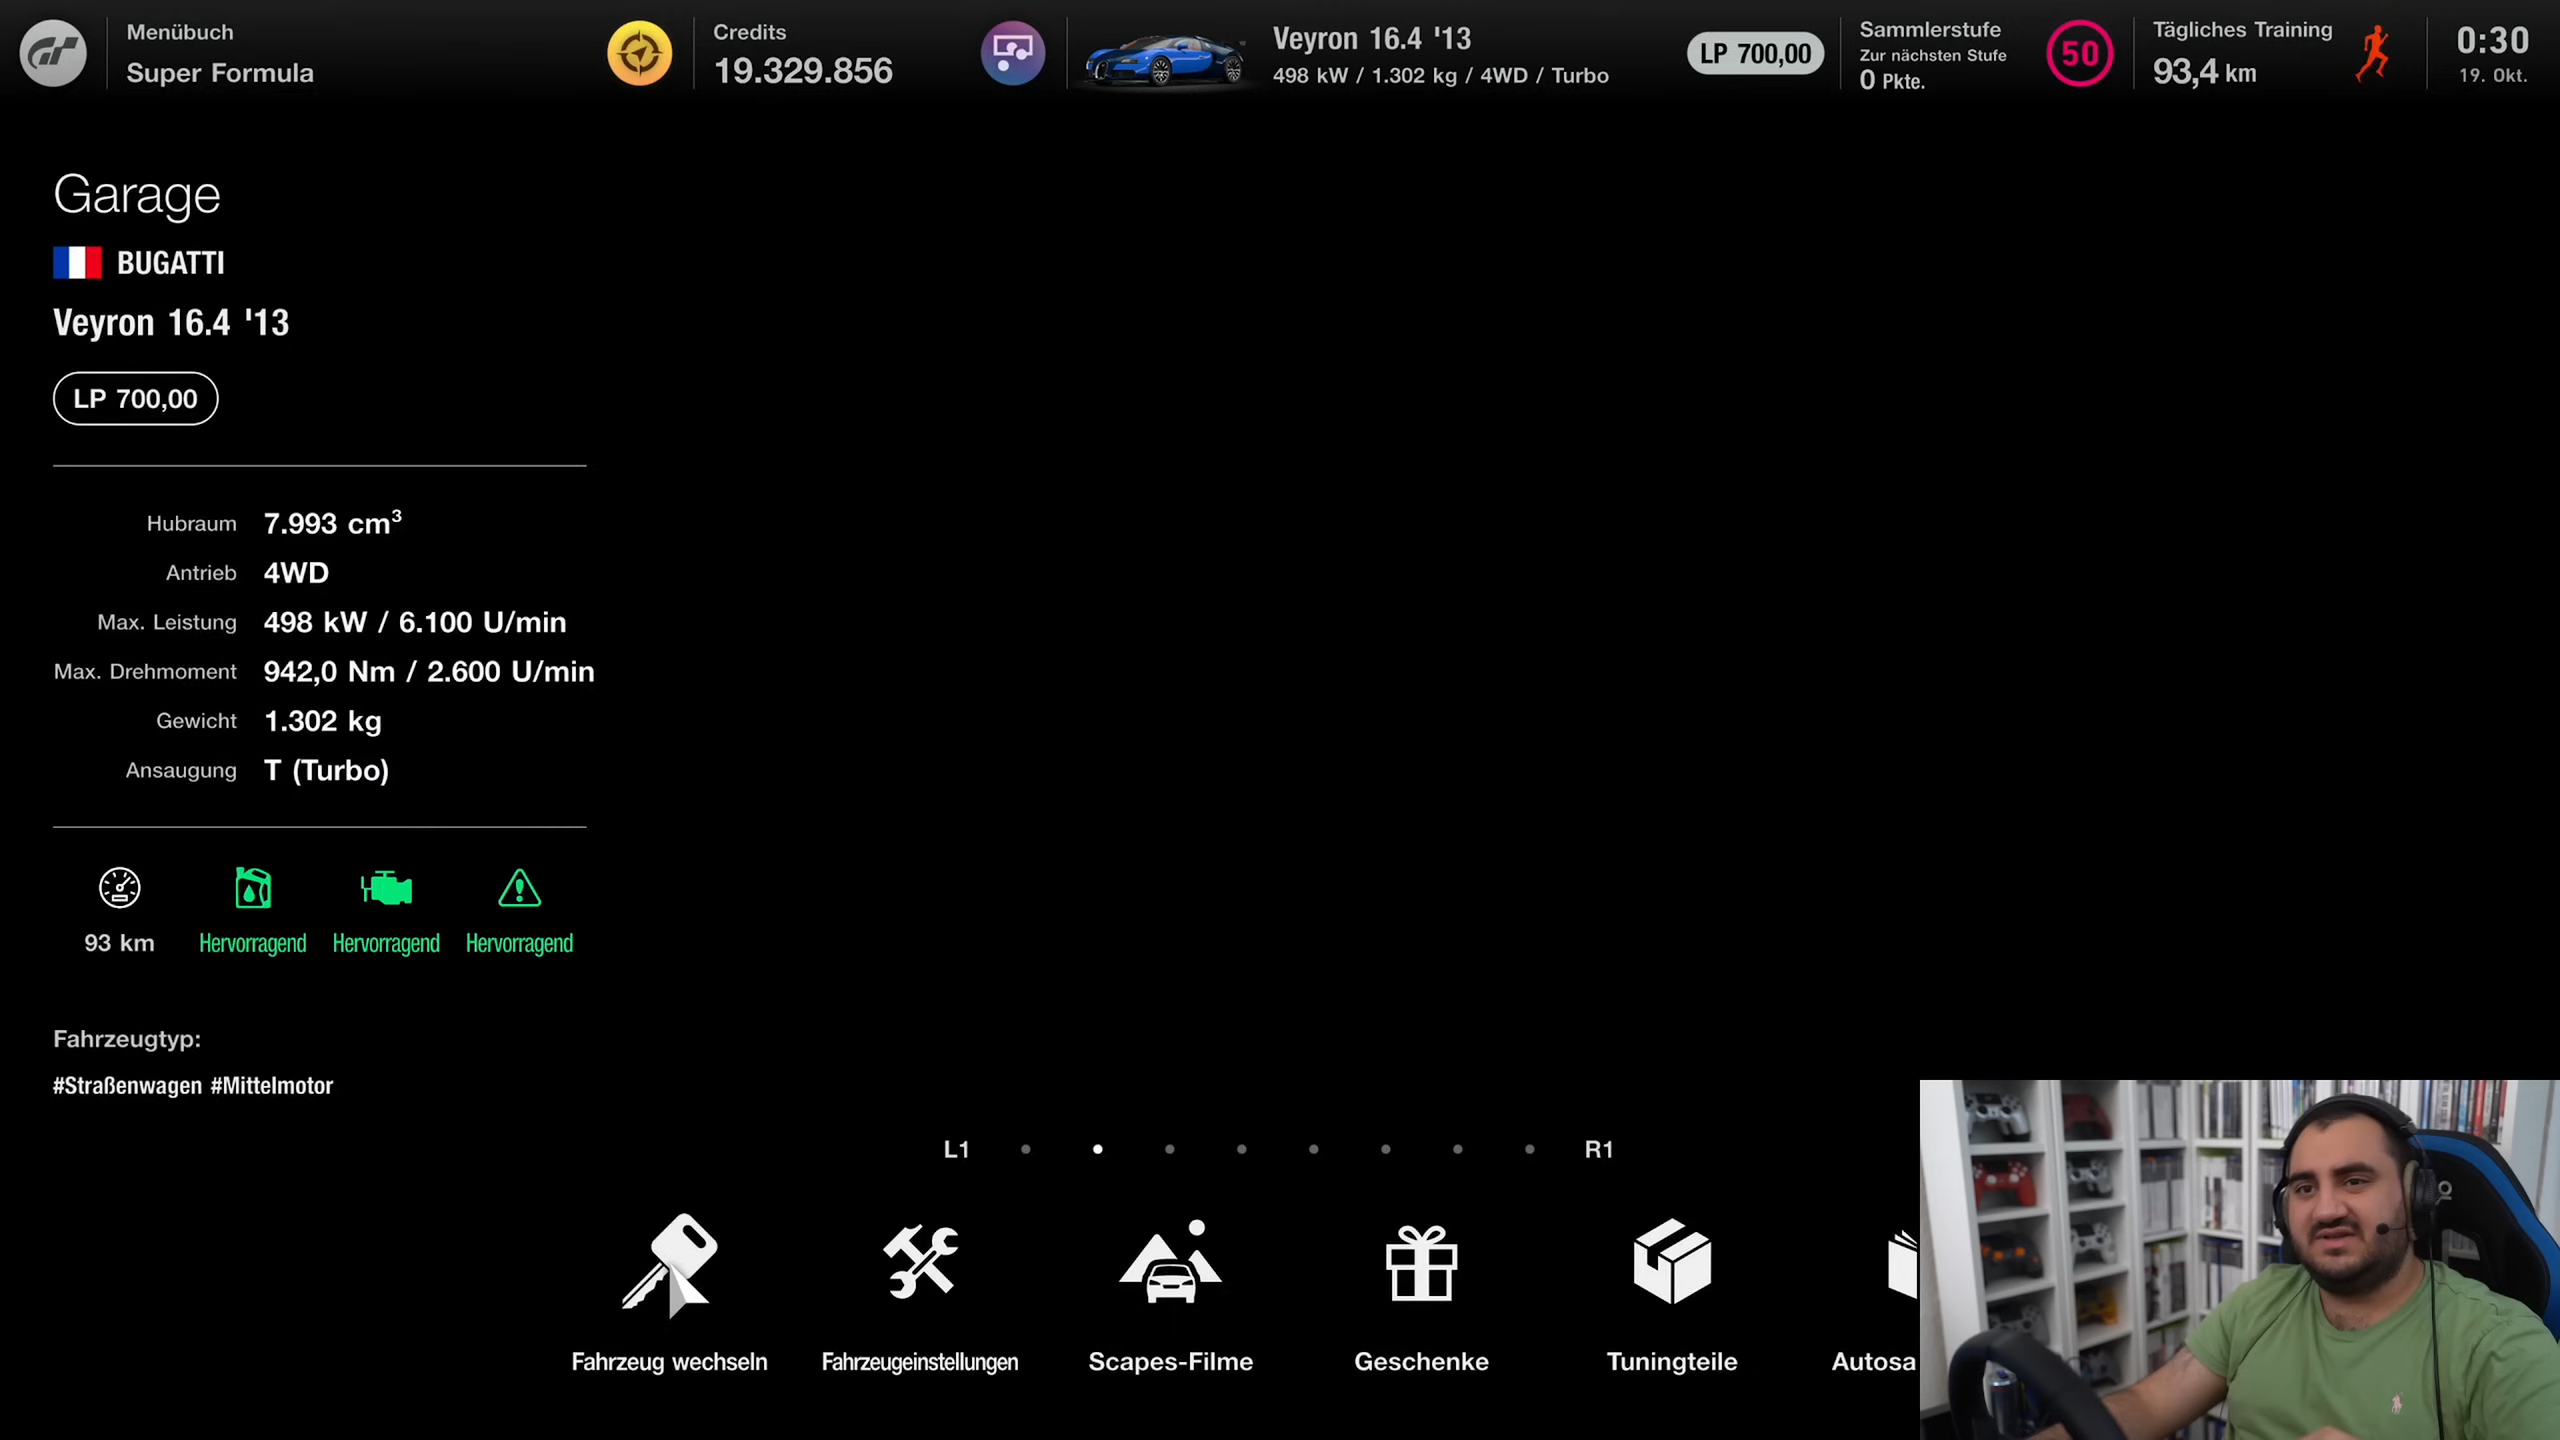 Menübuch
Super Formula
Credits
19.329.856
Veyron 16.4 '13
498 kW / 1.302 kg / 4WD / Turbo
LP 700,00
Sammlerstufe
Zur nächsten Stufe
0 Pkte.
50
Tägliches Training
93,4 km
0:30
19. Okt.
Garage
BUGATTI
Veyron 16.4 '13
LP 700,00
Hubraum 7.993 cm³
Antrieb 4WD
Max. Leistung 498 kW / 6.100 U/min
Max. Drehmoment 942,0 Nm / 2.600 U/min
Gewicht 1.302 kg
Ansaugung T (Turbo)
93 km
Hervorragend
Hervorragend
Hervorragend
Fahrzeugtyp:
#Straßenwagen #Mittelmotor
L1
R1
Fahrzeug wechseln
Fahrzeugeinstellungen
Scapes-Filme
Geschenke
Tuningteile
Autosa